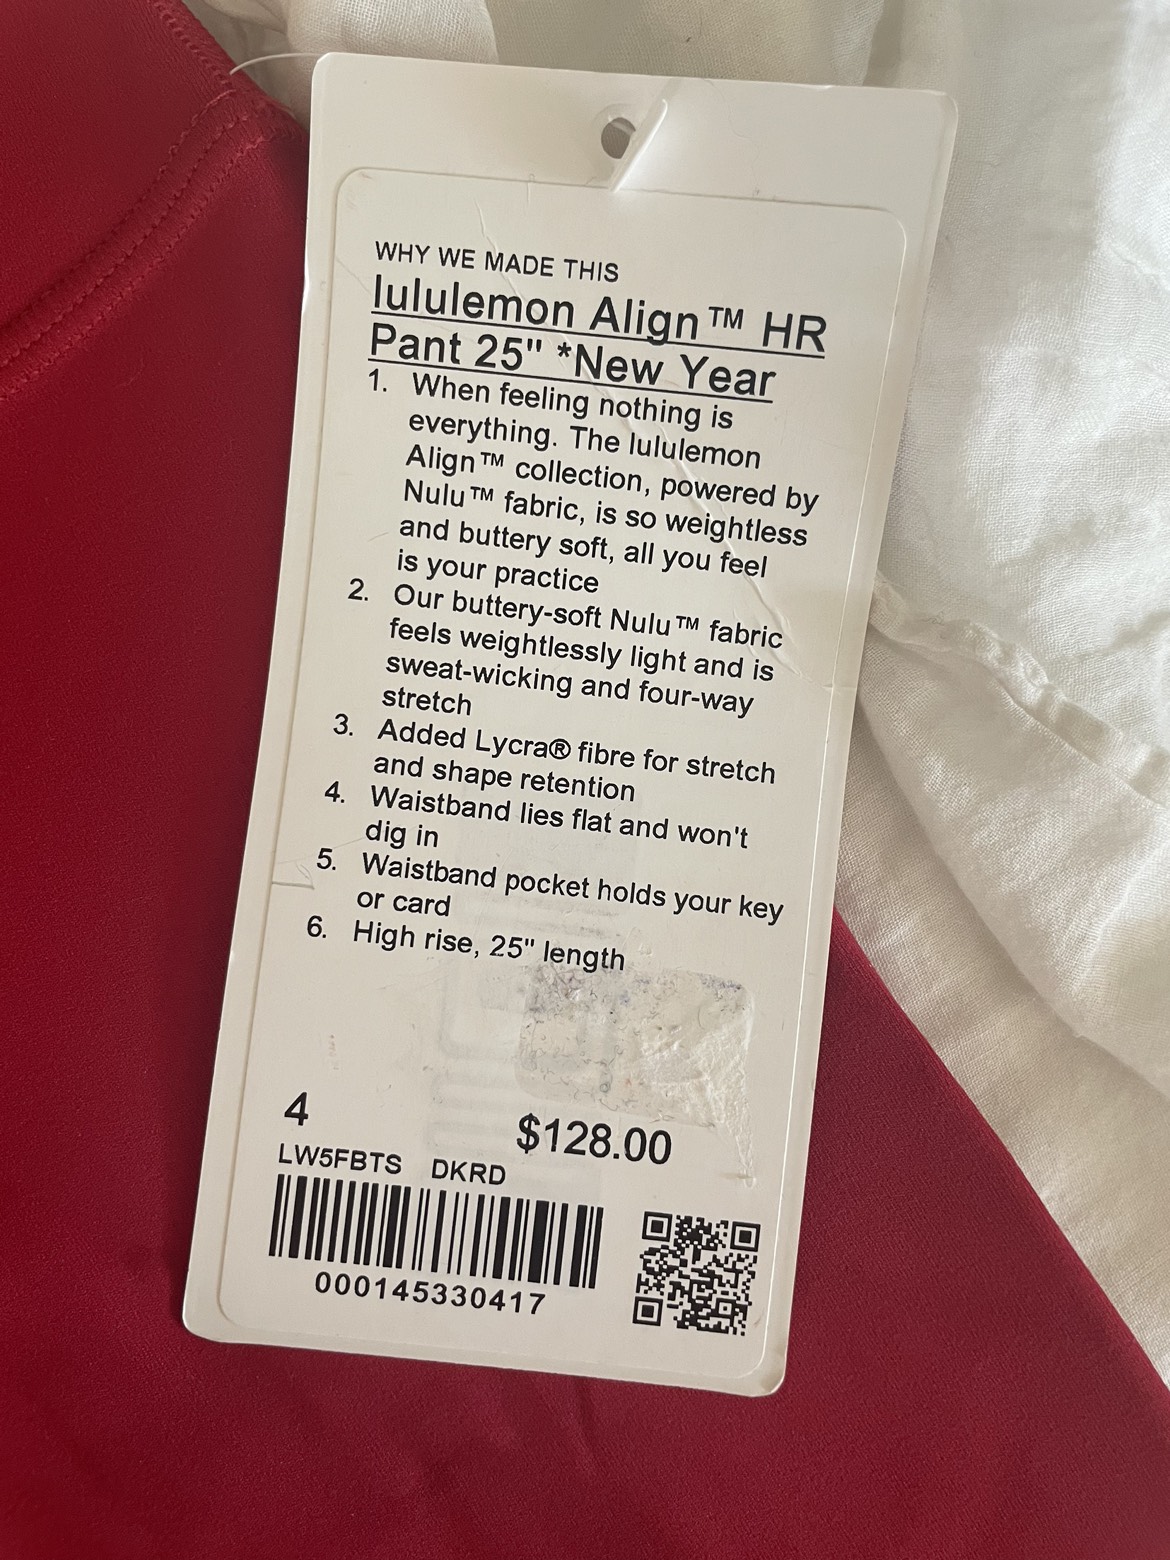 WHY WE MADE THIS
lululemon Align™ HR
Pant 25" *New Year
1. When feeling nothing is
everything. The lululemon
Align™ collection, powered by
Nulu™ fabric, is so weightless
and buttery soft, all you feel
is your practice
2. Our buttery-soft Nulu™ fabric
feels weightlessly light and is
sweat-wicking and four-way
stretch
3. Added Lycra® fibre for stretch
and shape retention
4. Waistband lies flat and won't
dig in
5. Waistband pocket holds your key
or card
6. High rise, 25" length
4 $128.00
LW5FBTS DKRD
000145330417